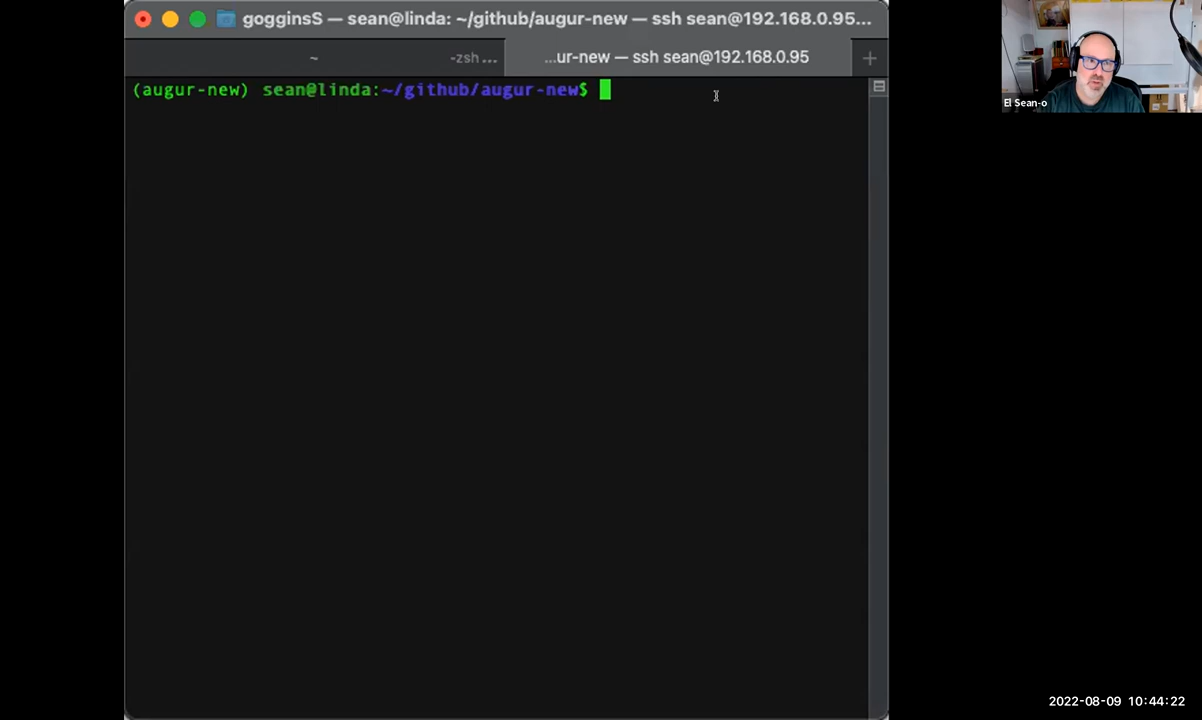 gogginsS — sean@linda: ~/github/augur-new — ssh sean@192.168.0.95...
~ -zsh ... ...ur-new — ssh sean@192.168.0.95 +
(augur-new) sean@linda:~/github/augur-new$
El Sean-o
2022-08-09 10:44:22